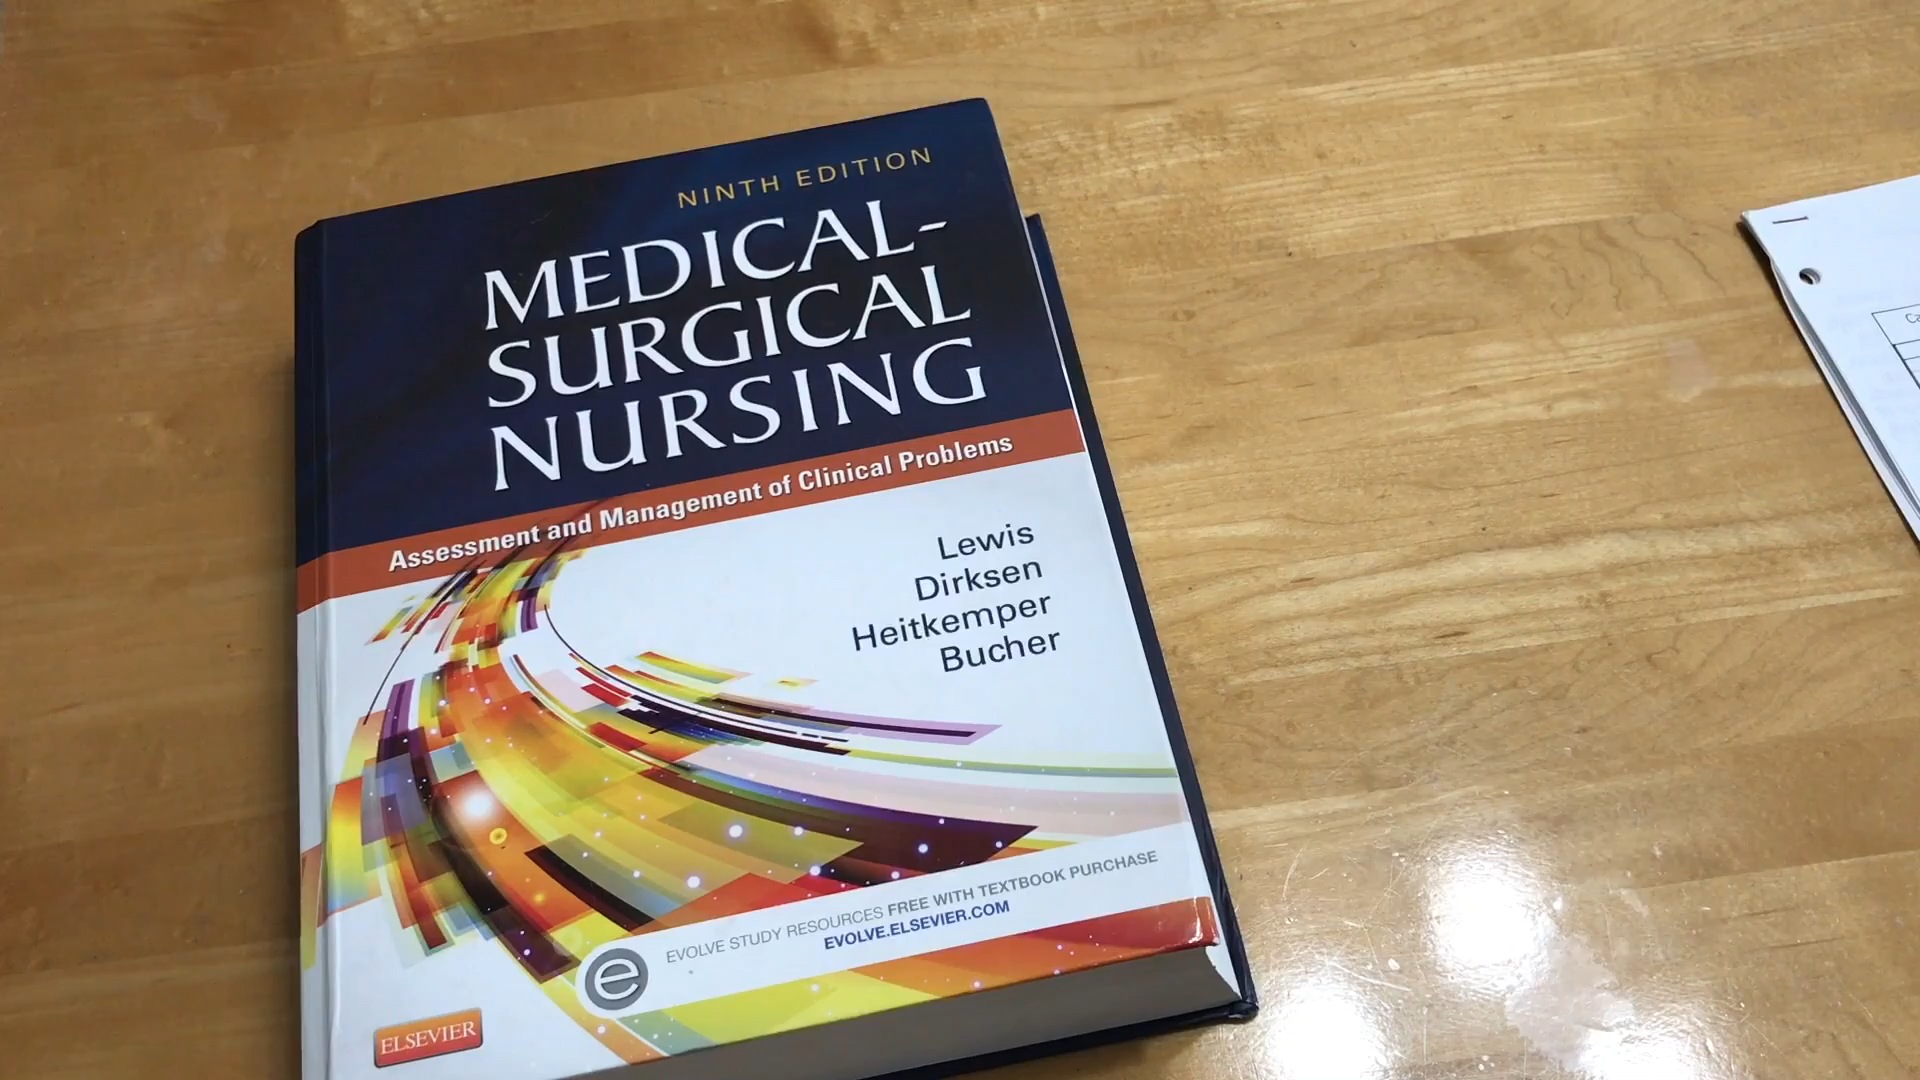 NINTH EDITION
MEDICAL-
SURGICAL
NURSING
Assessment and Management of Clinical Problems
Lewis
Dirksen
Heitkemper
Bucher
e
EVOLVE STUDY RESOURCES FREE WITH TEXTBOOK PURCHASE
EVOLVE.ELSEVIER.COM
ELSEVIER